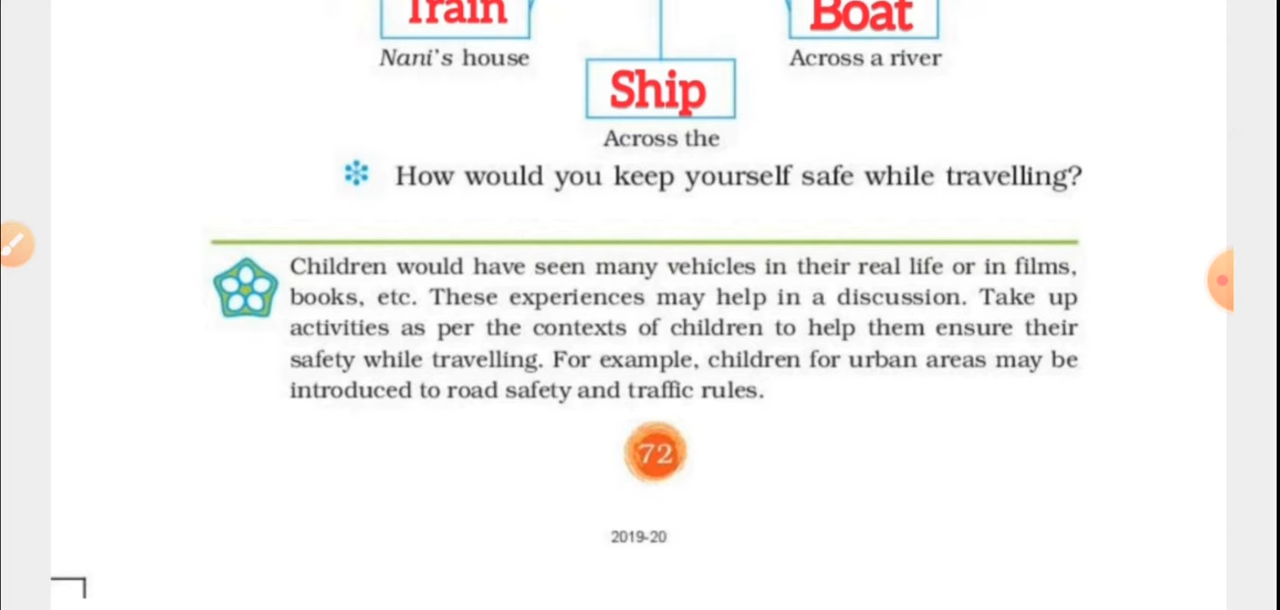 Train
Boat
Nani's house
Across a river
Ship
Across the
How would you keep yourself safe while travelling?
Children would have seen many vehicles in their real life or in films,
books, etc. These experiences may help in a discussion. Take up
activities as per the contexts of children to help them ensure their
safety while travelling. For example, children for urban areas may be
introduced to road safety and traffic rules.
72
2019-20